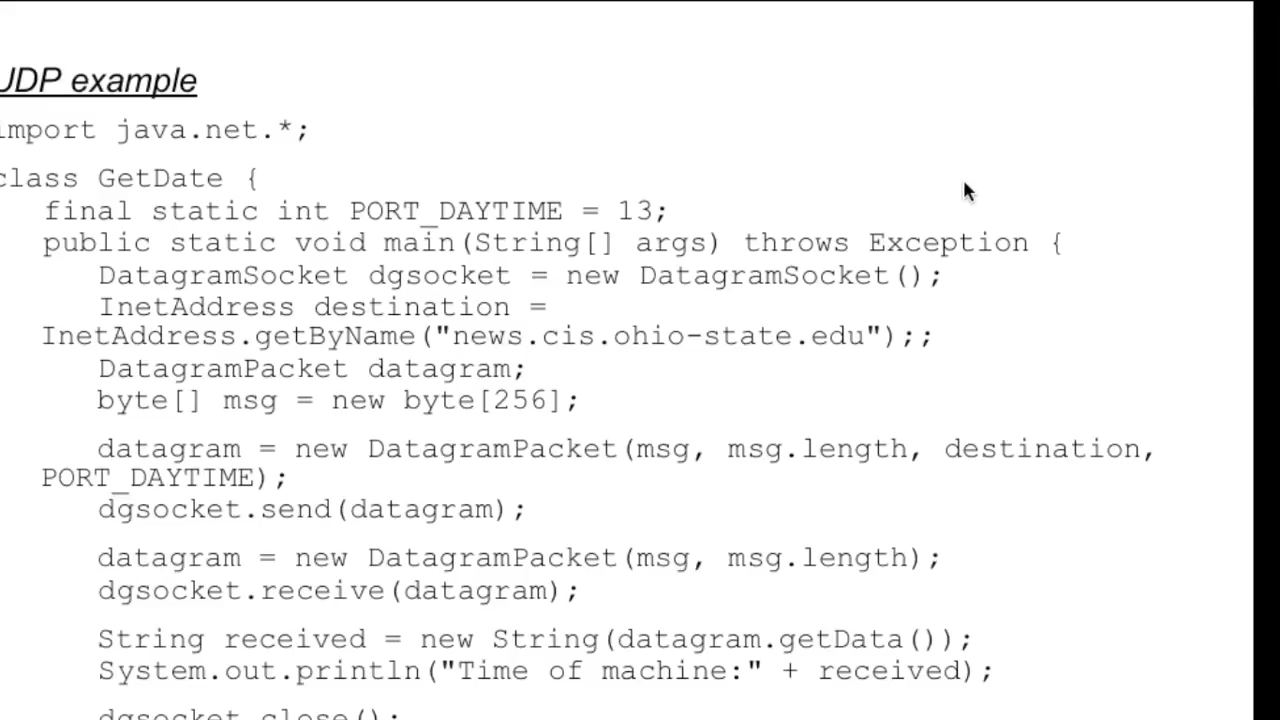 UDP example
import java.net.*;
class GetDate {
final static int PORT_DAYTIME = 13;
public static void main(String[] args) throws Exception {
DatagramSocket dgsocket = new DatagramSocket();
InetAddress destination =
InetAddress.getByName("news.cis.ohio-state.edu");;
DatagramPacket datagram;
byte[] msg = new byte[256];
datagram = new DatagramPacket(msg, msg.length, destination,
PORT_DAYTIME);
dgsocket.send(datagram);
datagram = new DatagramPacket(msg, msg.length);
dgsocket.receive(datagram);
String received = new String(datagram.getData());
System.out.println("Time of machine:" + received);
dgsocket.close();